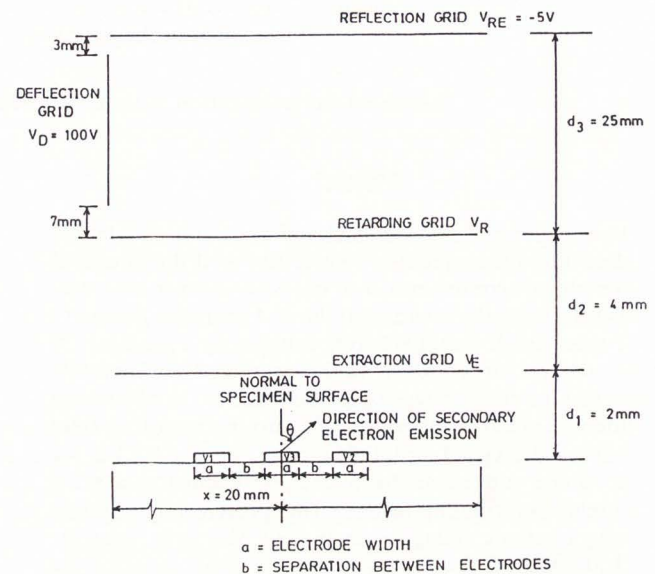 REFLECTION GRID V_RE = -5V
3mm
DEFLECTION
GRID
V_D = 100V
d_3 = 25mm
7mm
RETARDING GRID V_R
d_2 = 4 mm
EXTRACTION GRID V_E
NORMAL TO
SPECIMEN SURFACE
θ
DIRECTION OF SECONDARY
ELECTRON EMISSION
d_1 = 2mm
V1 V3 V2
a b a b a
x = 20 mm
a = ELECTRODE WIDTH
b = SEPARATION BETWEEN ELECTRODES